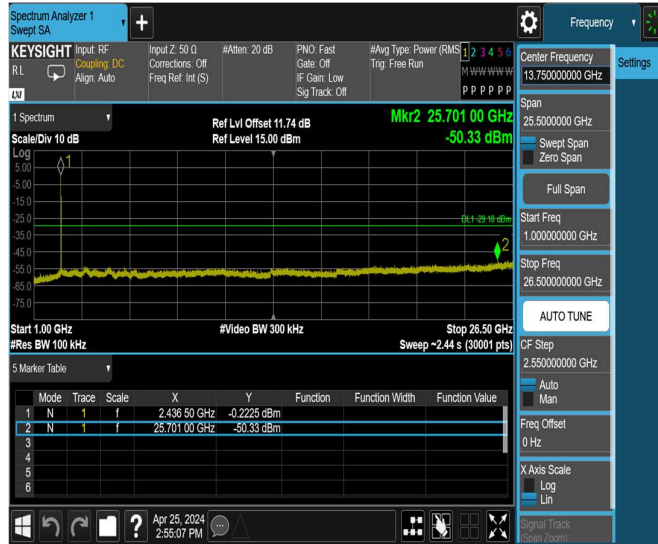 Spectrum Analyzer 1
Swept SA
+
Frequency
KEYSIGHT
R L
LXI
Input: RF
Coupling: DC
Align: Auto
Input Z: 50 Ω
Corrections: Off
Freq Ref: Int (S)
#Atten: 20 dB
PNO: Fast
Gate: Off
IF Gain: Low
Sig Track: Off
#Avg Type: Power (RMS
Trig: Free Run
1 2 3 4 5 6
M W W W W W
P P P P P P
Center Frequency
13.750000000 GHz
Settings
Span
25.5000000 GHz
Swept Span
Zero Span
Full Span
Start Freq
1.000000000 GHz
Stop Freq
26.500000000 GHz
AUTO TUNE
CF Step
2.550000000 GHz
Auto
Man
Freq Offset
0 Hz
X Axis Scale
Log
Lin
Signal Track
(Span Zoom)
1 Spectrum
Scale/Div 10 dB
Ref Lvl Offset 11.74 dB
Ref Level 15.00 dBm
Mkr2 25.701 00 GHz
-50.33 dBm
Log
5.00
-5.00
-15.0
-25.0
-35.0
-45.0
-55.0
-65.0
-75.0
1
DL1 -29.18 dBm
2
Start 1.00 GHz
#Res BW 100 kHz
#Video BW 300 kHz
Stop 26.50 GHz
Sweep ~2.44 s (30001 pts)
5 Marker Table
Mode Trace Scale X Y Function Function Width Function Value
1 N 1 f 2.436 50 GHz -0.2225 dBm
2 N 1 f 25.701 00 GHz -50.33 dBm
3
4
5
6
?
Apr 25, 2024
2:55:07 PM